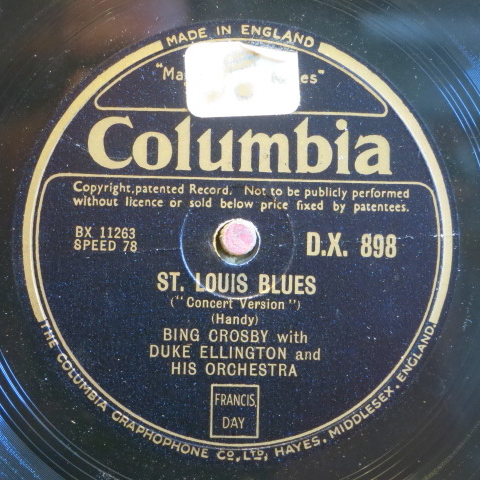 MADE IN ENGLAND
Columbia
Copyright, patented Record. Not to be publicly performed
without licence or sold below price fixed by patentees.
BX 11263
SPEED 78
D.X. 898
ST. LOUIS BLUES
("Concert Version")
(Handy)
BING CROSBY with
DUKE ELLINGTON and
HIS ORCHESTRA
FRANCIS,
DAY
THE COLUMBIA GRAPHOPHONE CO., LTD, HAYES, MIDDLESEX, ENGLAND.